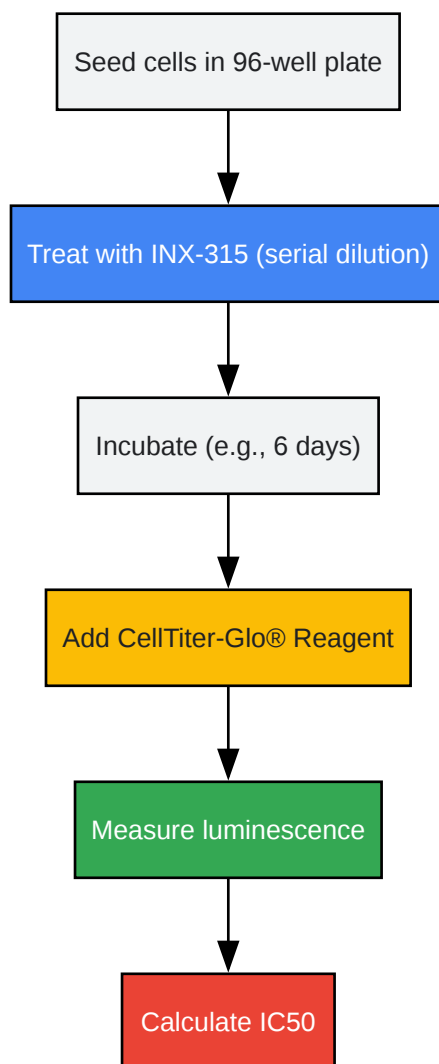 Seed cells in 96-well plate
Treat with INX-315 (serial dilution)
Incubate (e.g., 6 days)
Add CellTiter-Glo® Reagent
Measure luminescence
Calculate IC50